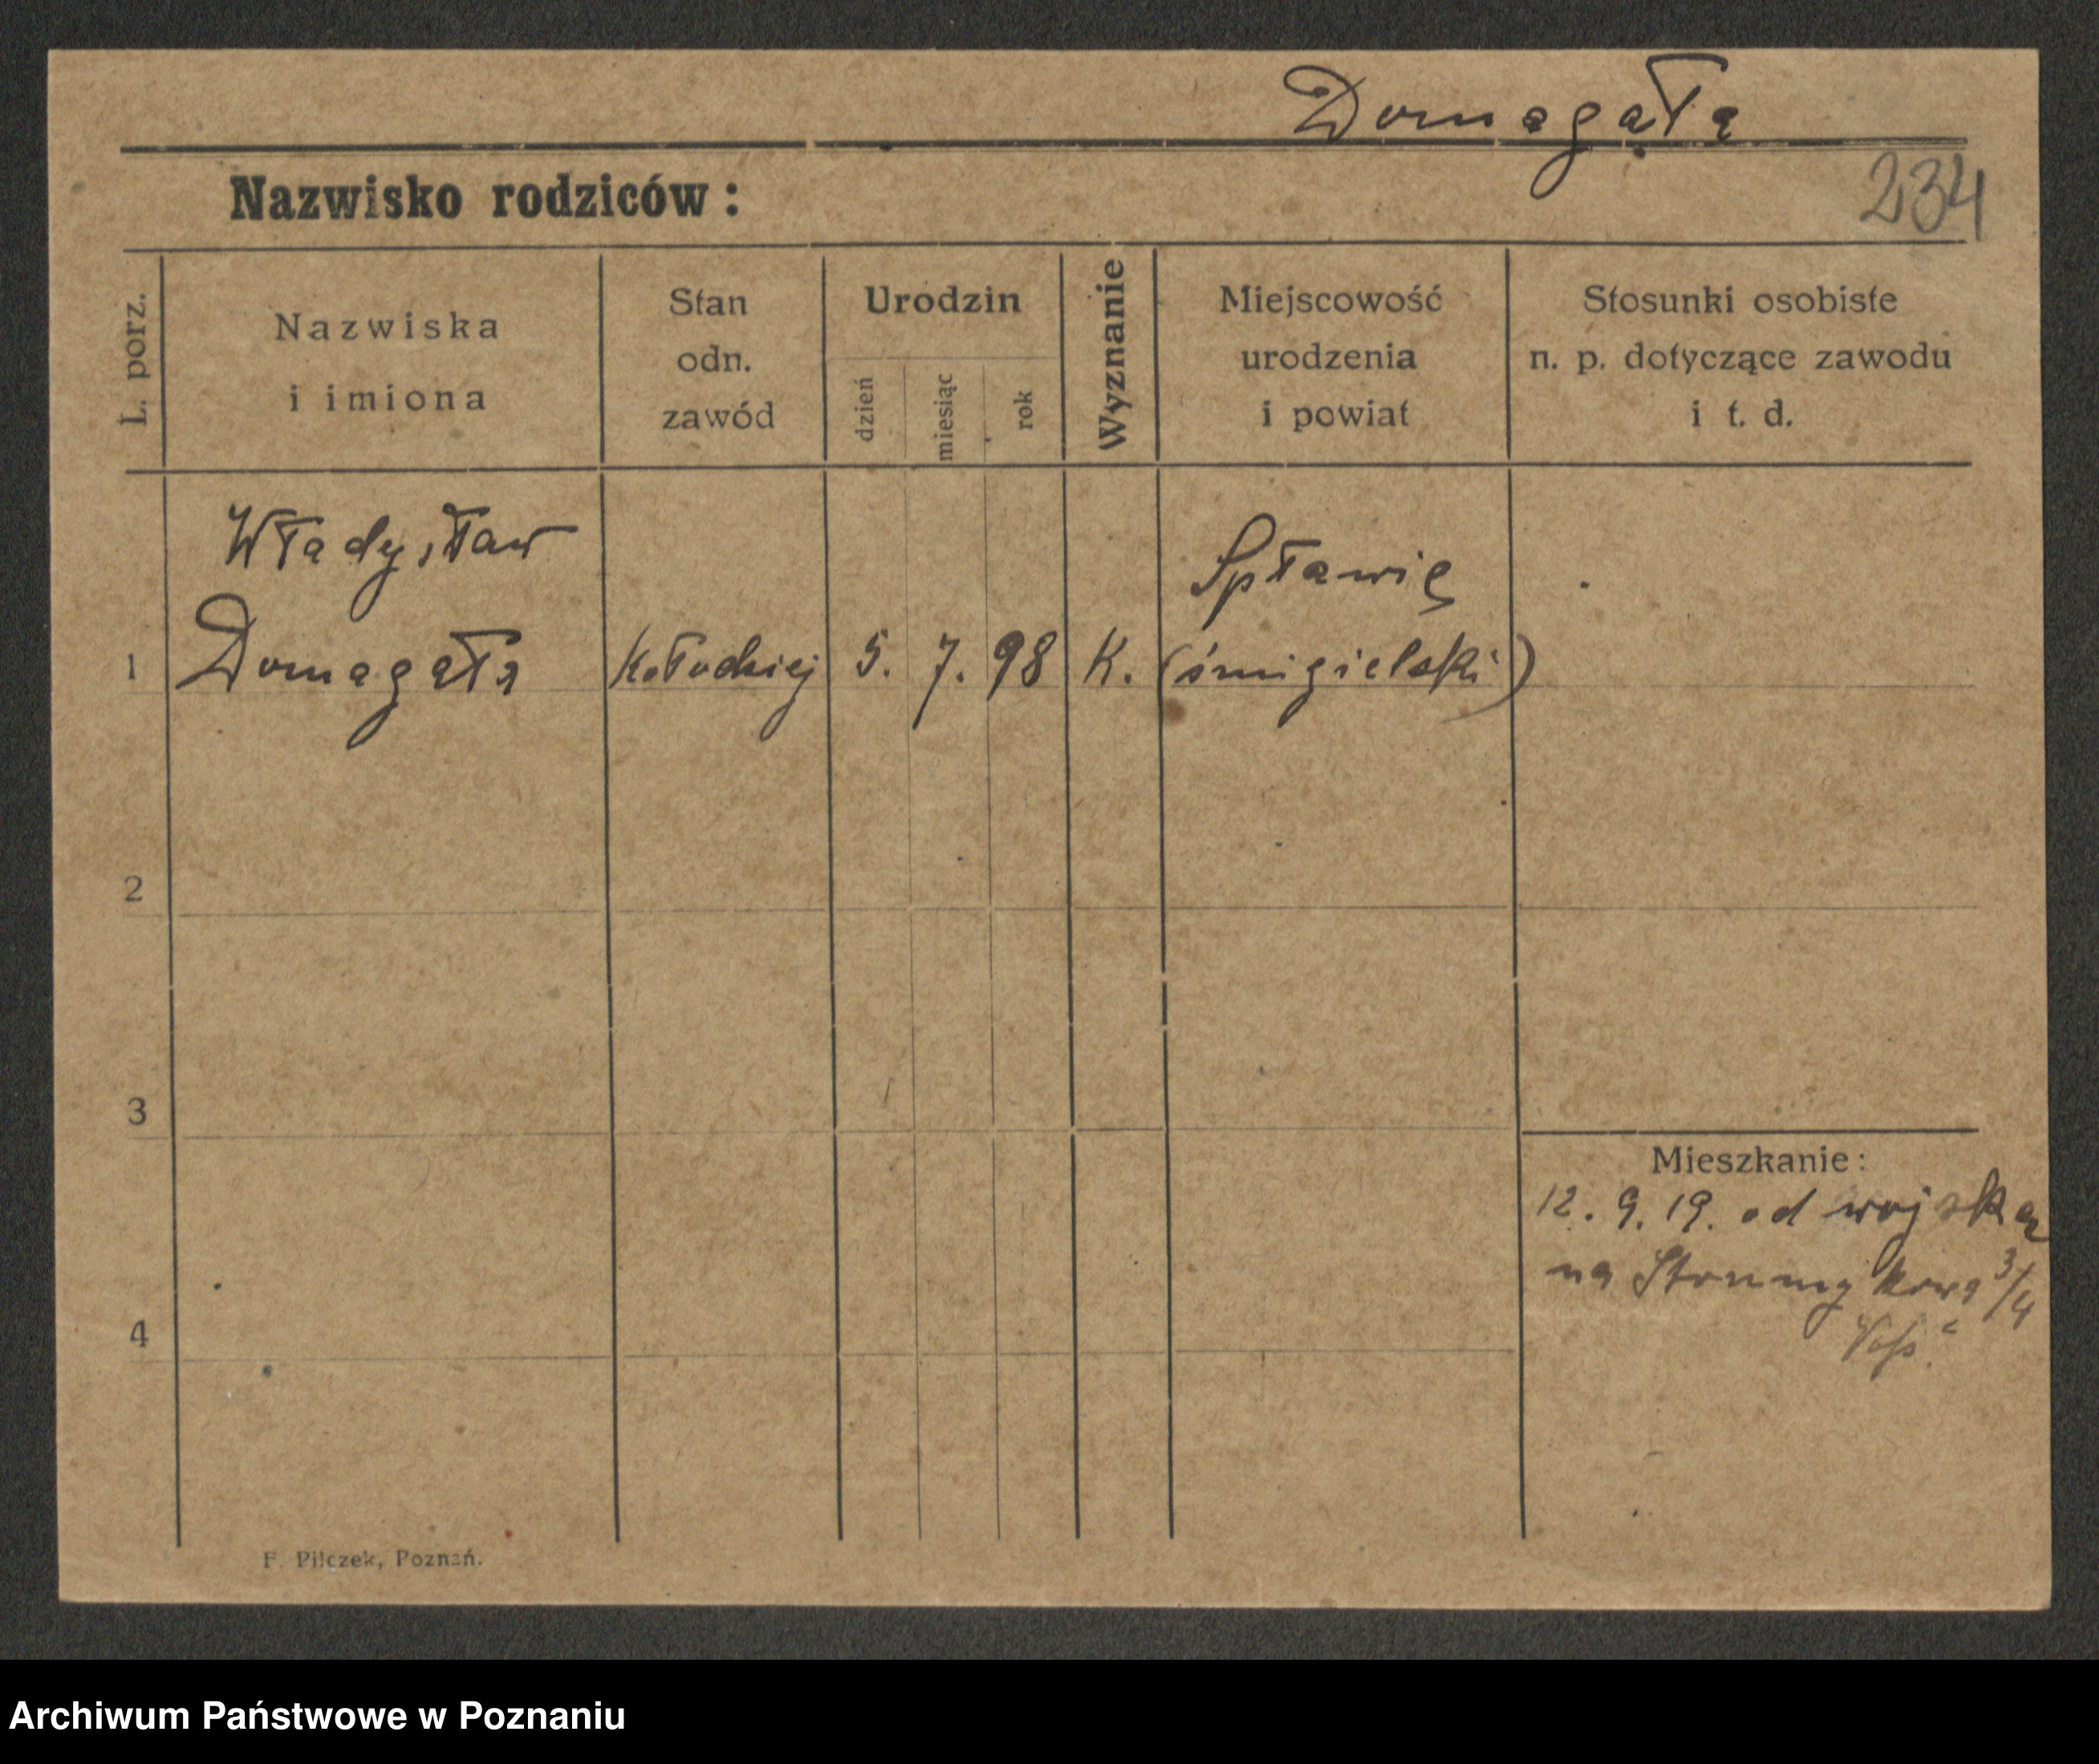 Domagała
Nazwisko rodziców:
234
L. porz.
Nazwiska
i imiona
Stan
odn.
zawód
Urodzin
dzień
miesiąc
rok
Wyznanie
Miejscowość
urodzenia
i powiat
Stosunki osobiste
n. p. dotyczące zawodu
i t. d.
Władysław
Spławie
1 Domagała kołodziej 5. 7. 98 K. (śmigielski)
2
3
Mieszkanie:
12. 9. 19. od wojska
na Strumykową 3/4
4
F. Pilczek, Poznań.
Archiwum Państwowe w Poznaniu